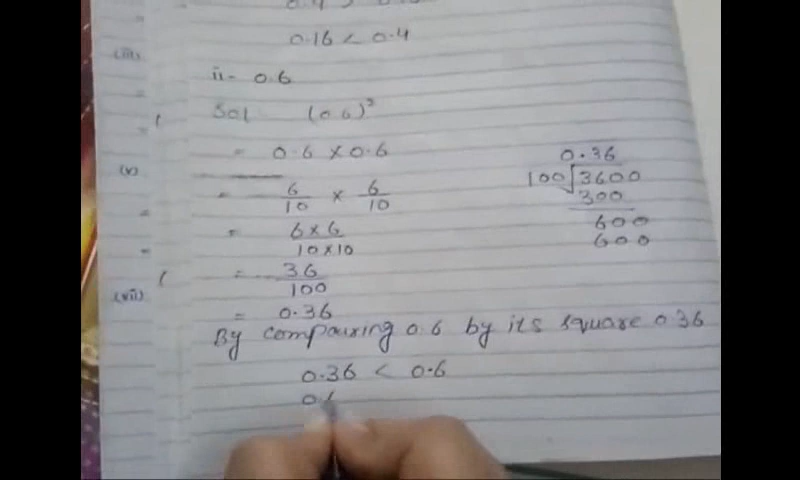 0.16 < 0.4
ii- 0.6
Sol (0.6)²
= 0.6 × 0.6
= 6/10 × 6/10
= 6×6/10×10
= 36/100
= 0.36
0.36
100 3600
300
600
600
By comparing 0.6 by its square 0.36
0.36 < 0.6
(iii)
(v)
(vii)